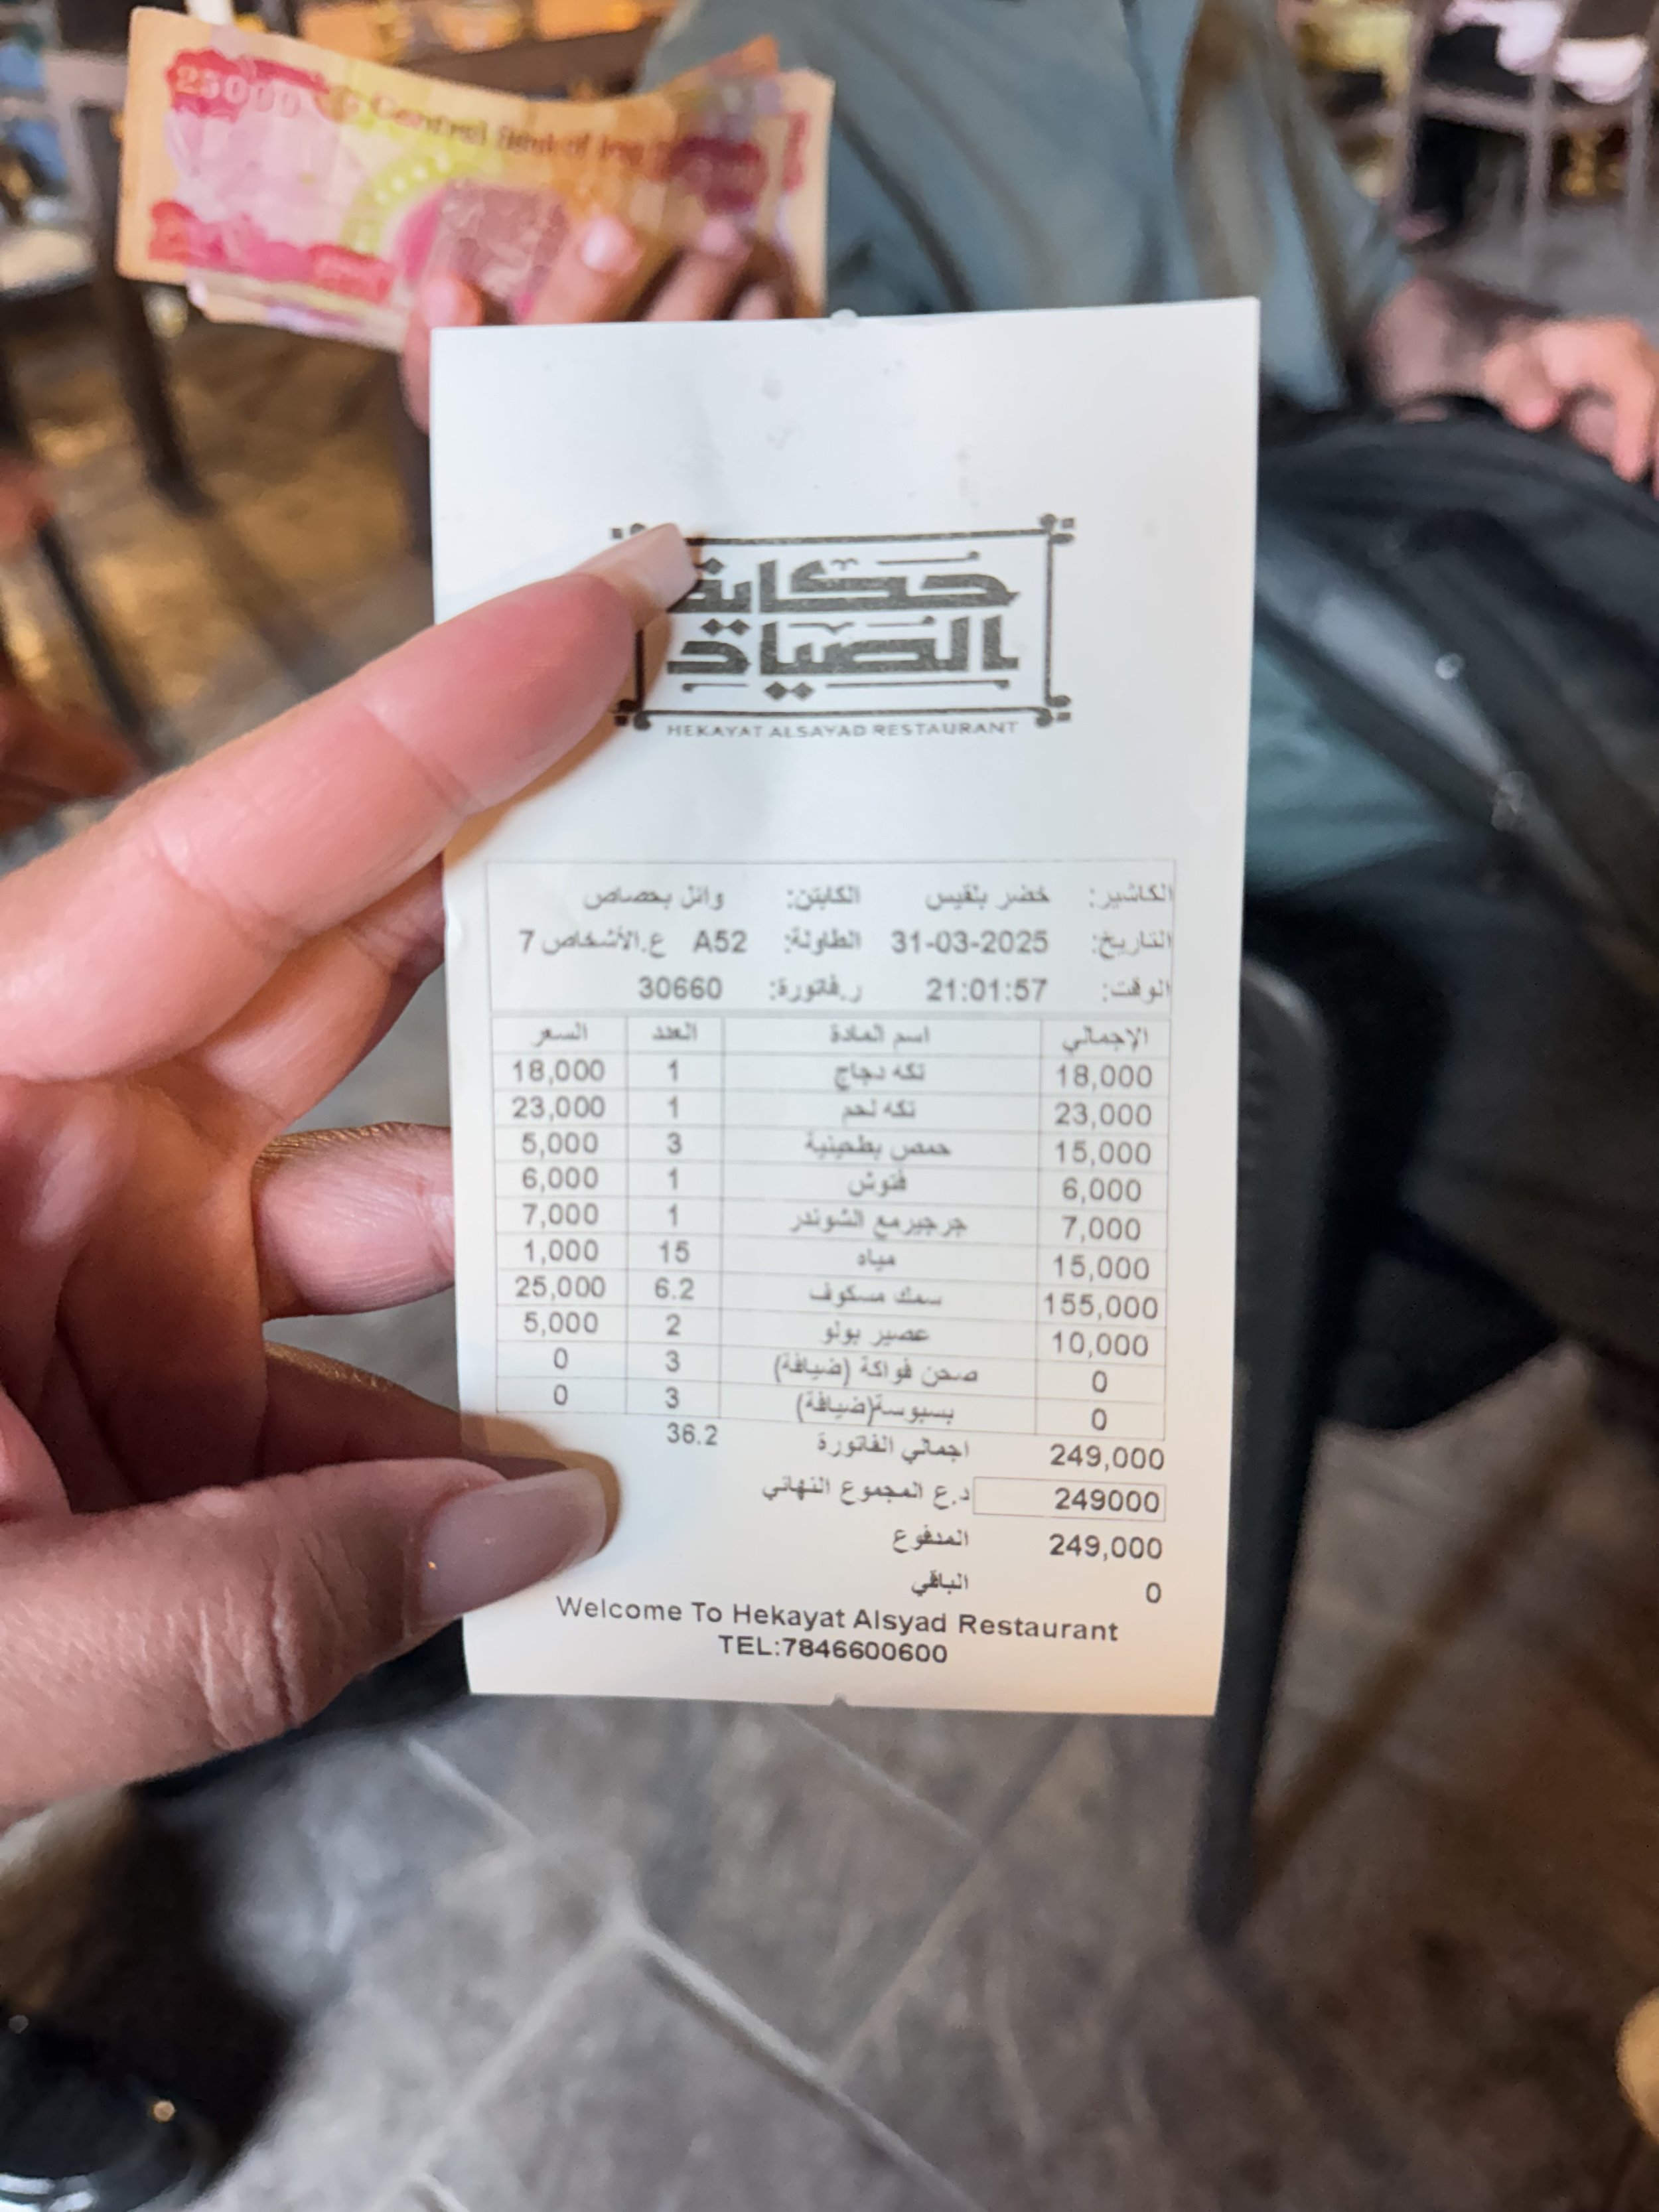 25000
Central Bank of Iraq
حكاية
الصياد
HEKAYAT ALSAYAD RESTAURANT
الكاشير: خضر بلقيس الكابتن: وائل بحصاص
التاريخ: 31-03-2025 الطاولة: A52 ع.الأشخاص 7
الوقت: 21:01:57 ر.فاتورة: 30660
الإجمالي اسم المادة العدد السعر
18,000 تكه دجاج 1 18,000
23,000 تكه لحم 1 23,000
15,000 حمص بطحينية 3 5,000
6,000 فتوش 1 6,000
7,000 جرجيرمع الشوندر 1 7,000
15,000 مياه 15 1,000
155,000 سمك مسكوف 6.2 25,000
10,000 عصير بولو 2 5,000
0 صحن فواكة (ضيافة) 3 0
0 بسبوسة(ضيافة) 3 0
249,000 اجمالي الفاتورة 36.2
249000 د.ع المجموع النهائي
249,000 المدفوع
0 الباقي
Welcome To Hekayat Alsyad Restaurant
TEL:7846600600